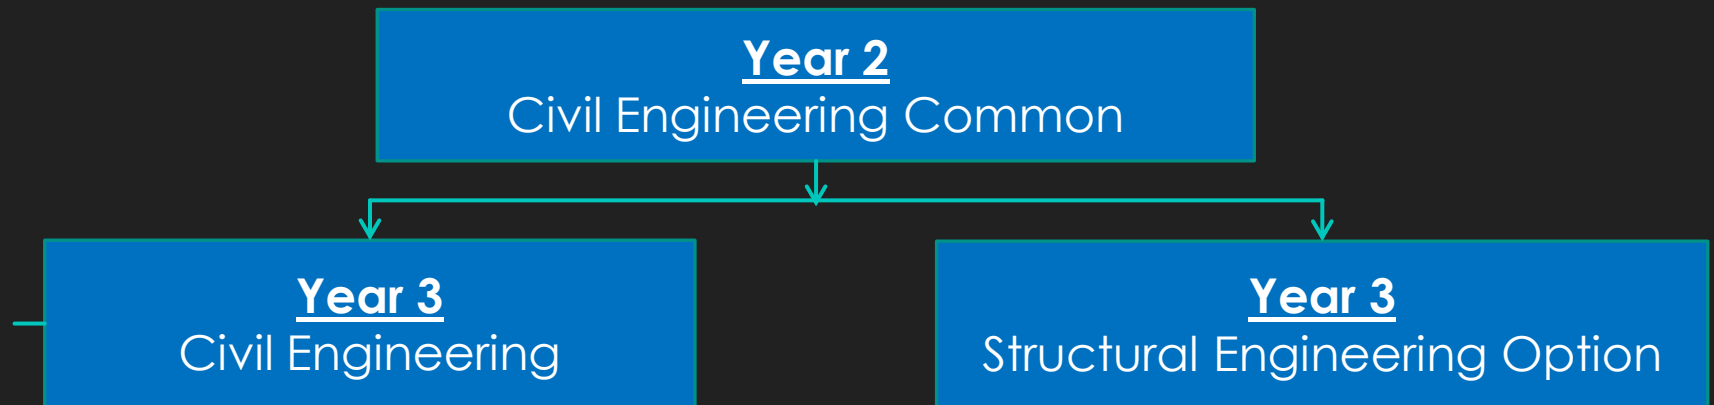 Year 2
Civil Engineering Common
Year 3
Civil Engineering
Year 3
Structural Engineering Option